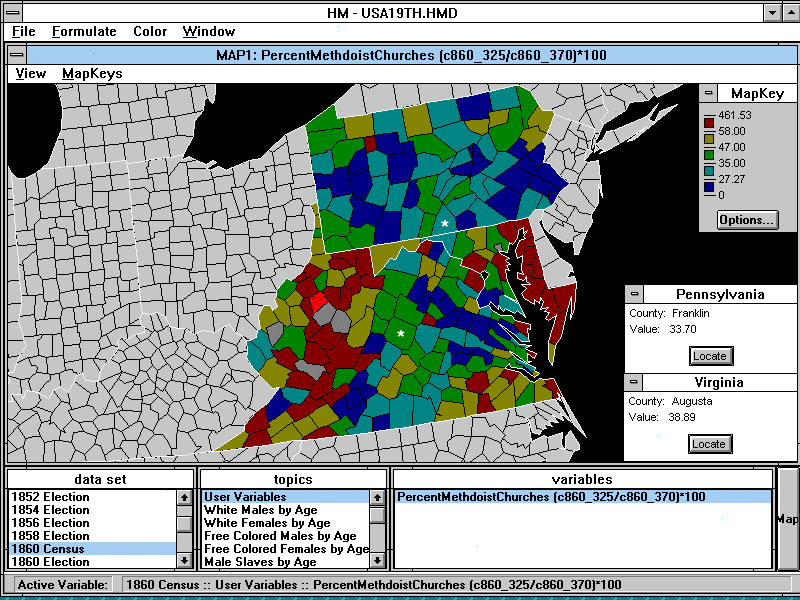 HM - USA19TH.HMD
File Formulate Color Window
MAP1: PercentMethdoistChurches (c860_325/c860_370)*100
View MapKeys
MapKey
461.53
58.00
47.00
35.00
27.27
0
Options...
*
*
Pennsylvania
County: Franklin
Value: 33.70
Locate
Virginia
County: Augusta
Value: 38.89
Locate
data set
1852 Election
1854 Election
1856 Election
1858 Election
1860 Census
1860 Election
topics
User Variables
White Males by Age
White Females by Age
Free Colored Males by Age
Free Colored Females by Age
Male Slaves by Age
variables
PercentMethdoistChurches (c860_325/c860_370)*100
Map
Active Variable: 1860 Census :: User Variables :: PercentMethdoistChurches (c860_325/c860_370)*100